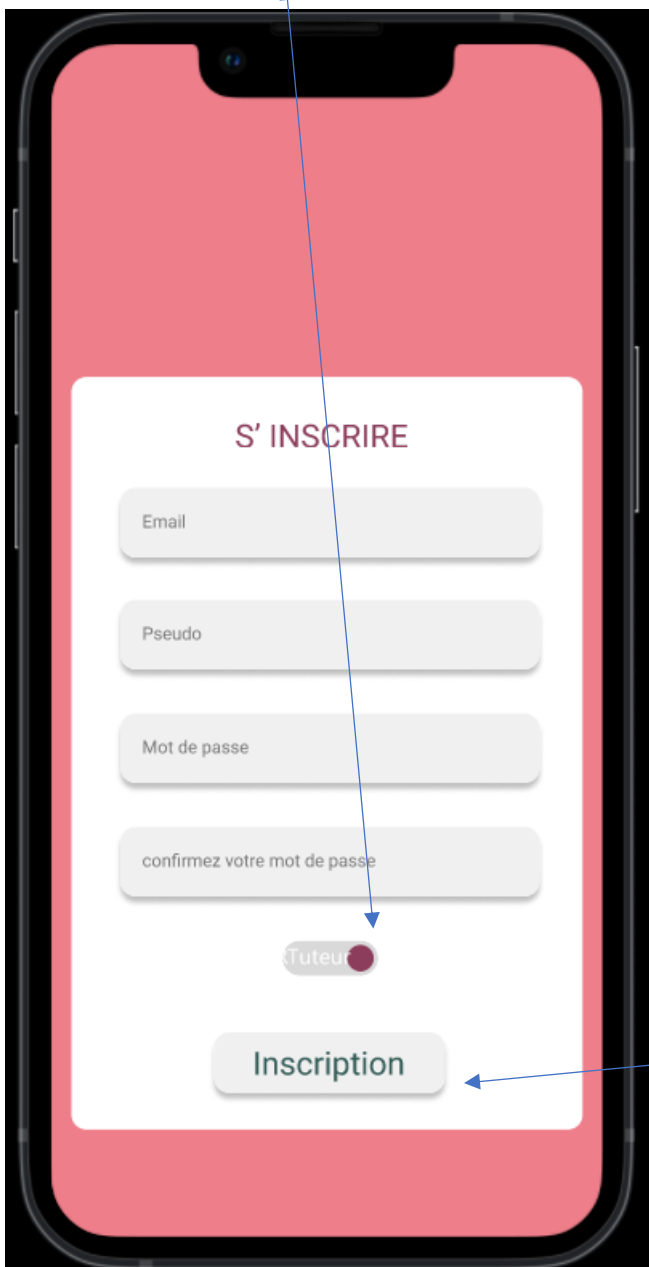 S' INSCRIRE
Email
Pseudo
Mot de passe
confirmez votre mot de passe
Tuteur
Inscription